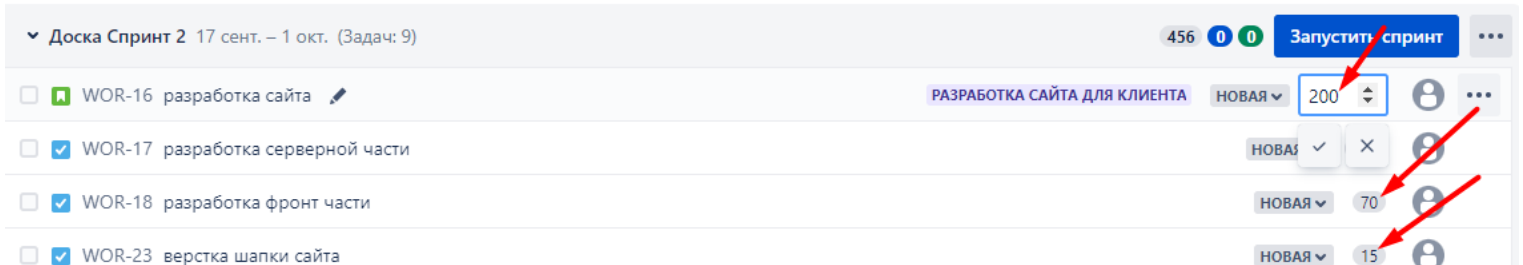 Доска Спринт 2 17 сент. – 1 окт. (Задач: 9) 456 0 0 Запустить спринт
WOR-16 разработка сайта РАЗРАБОТКА САЙТА ДЛЯ КЛИЕНТА НОВАЯ 200
WOR-17 разработка серверной части
WOR-18 разработка фронт части НОВАЯ 70
WOR-23 верстка шапки сайта НОВАЯ 15